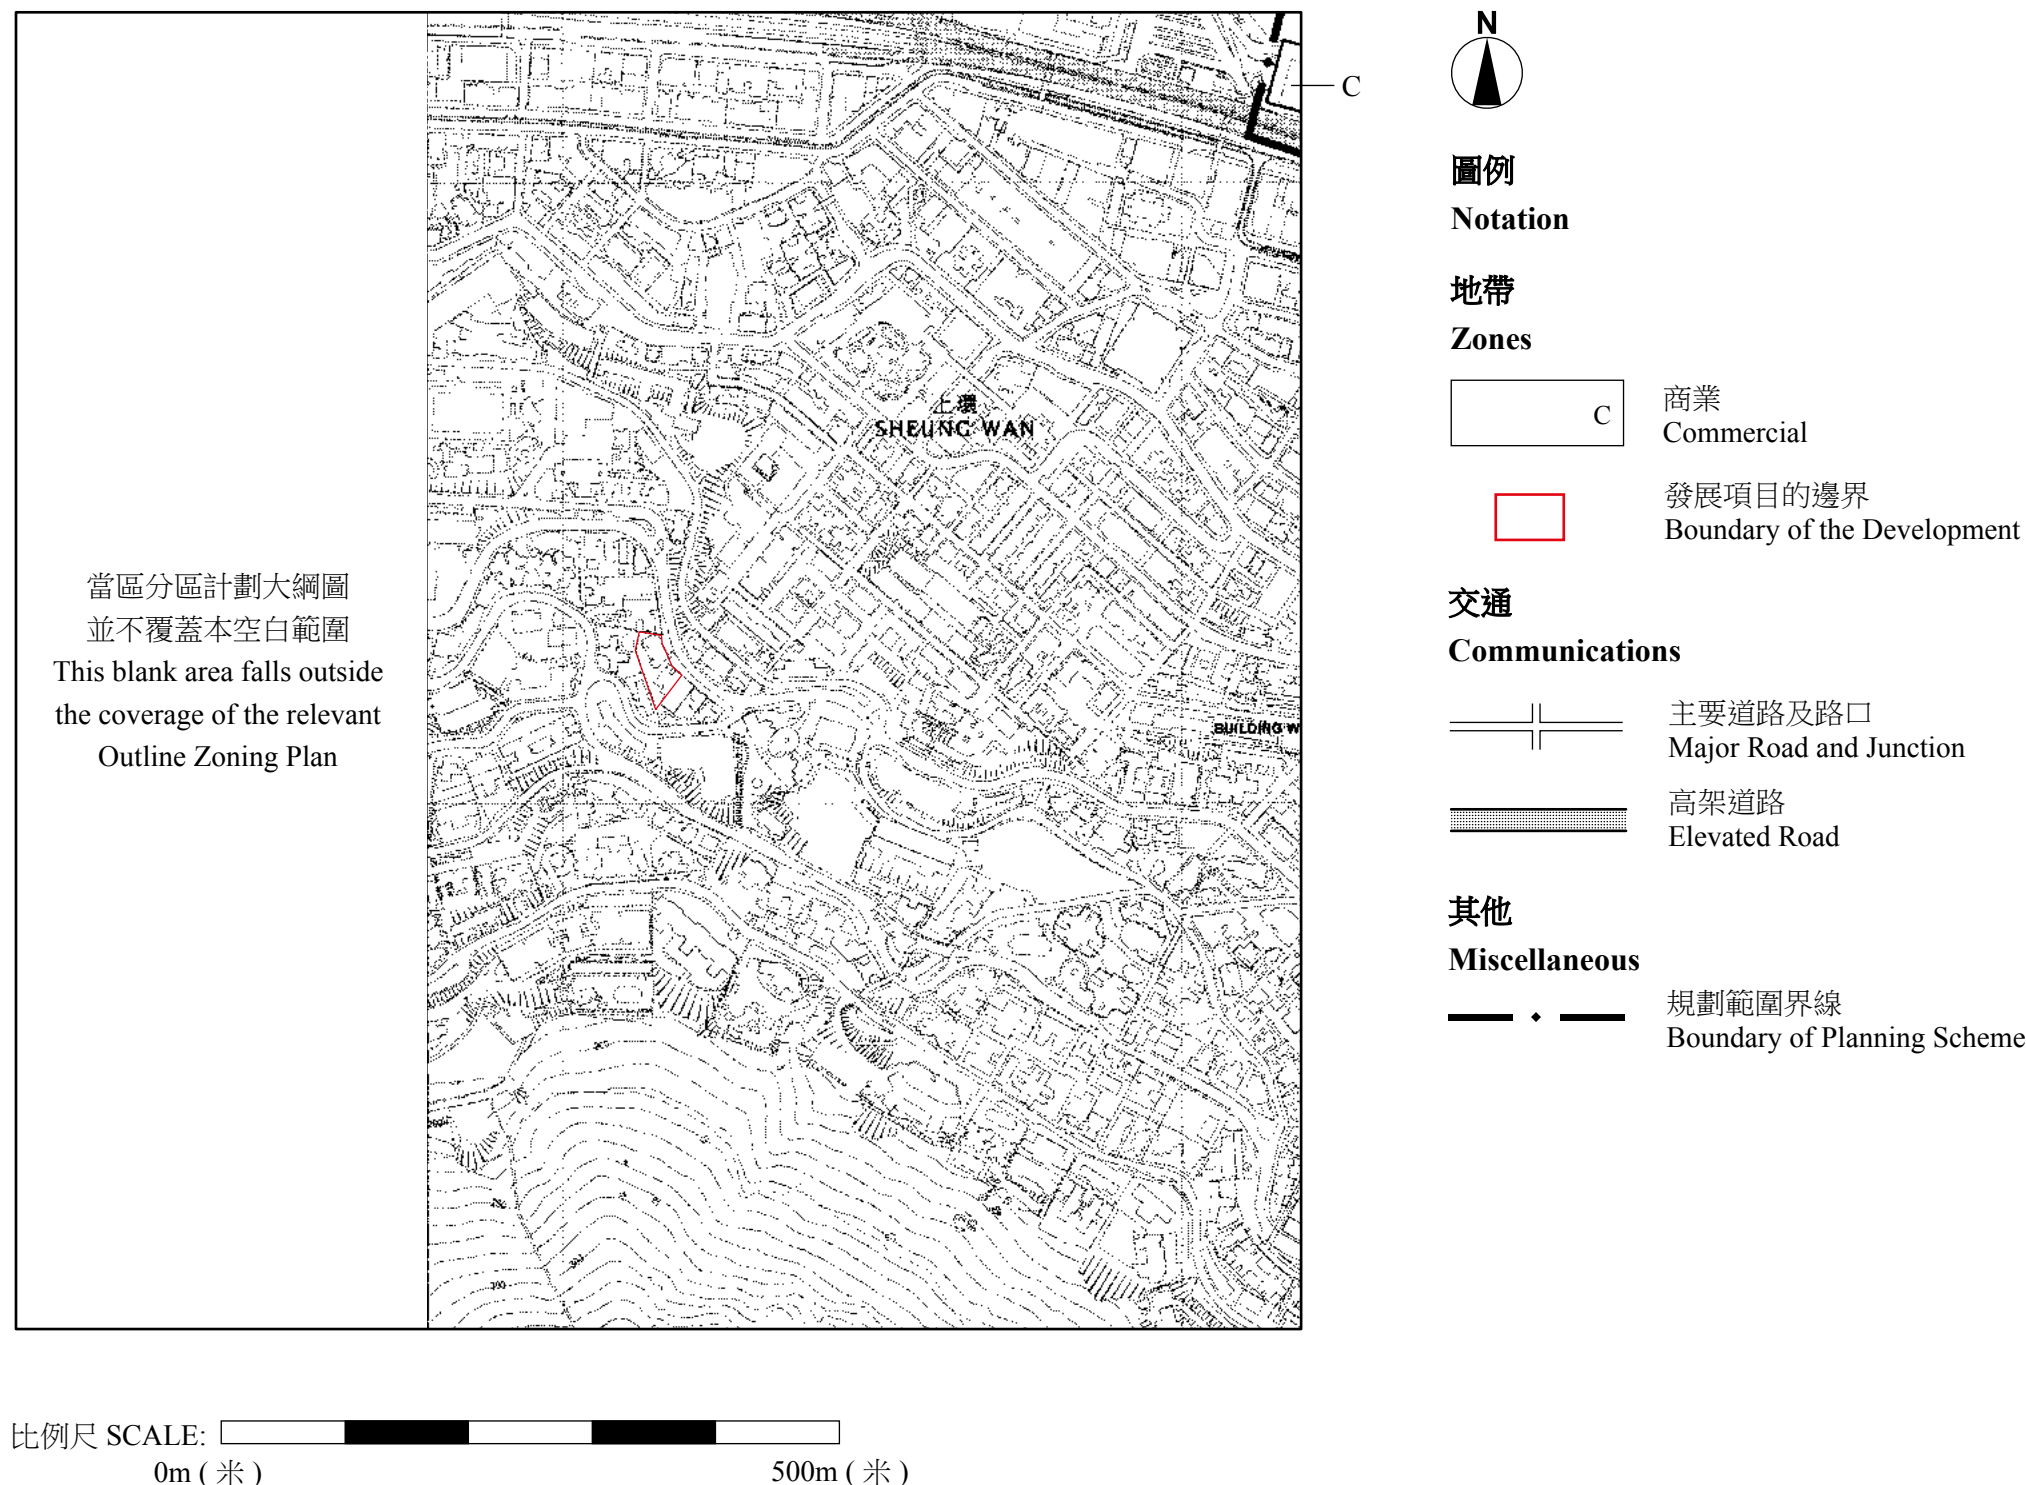 C
N
圖例
Notation
地帶
Zones
C
商業
Commercial
發展項目的邊界
Boundary of the Development
交通
Communications
主要道路及路口
Major Road and Junction
高架道路
Elevated Road
其他
Miscellaneous
規劃範圍界線
Boundary of Planning Scheme
上環
SHEUNG WAN
BUILDING W
當區分區計劃大綱圖
並不覆蓋本空白範圍
This blank area falls outside
the coverage of the relevant
Outline Zoning Plan
比例尺 SCALE:
0m ( 米 )
500m ( 米 )